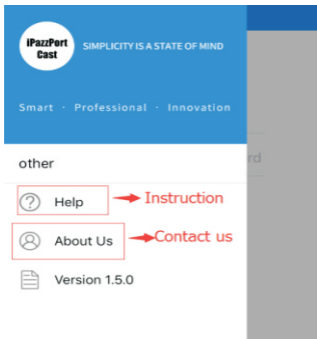 iPazzPort
Cast
SIMPLICITY IS A STATE OF MIND
Smart · Professional · Innovation
other
rd
Help
Instruction
About Us
Contact us
Version 1.5.0